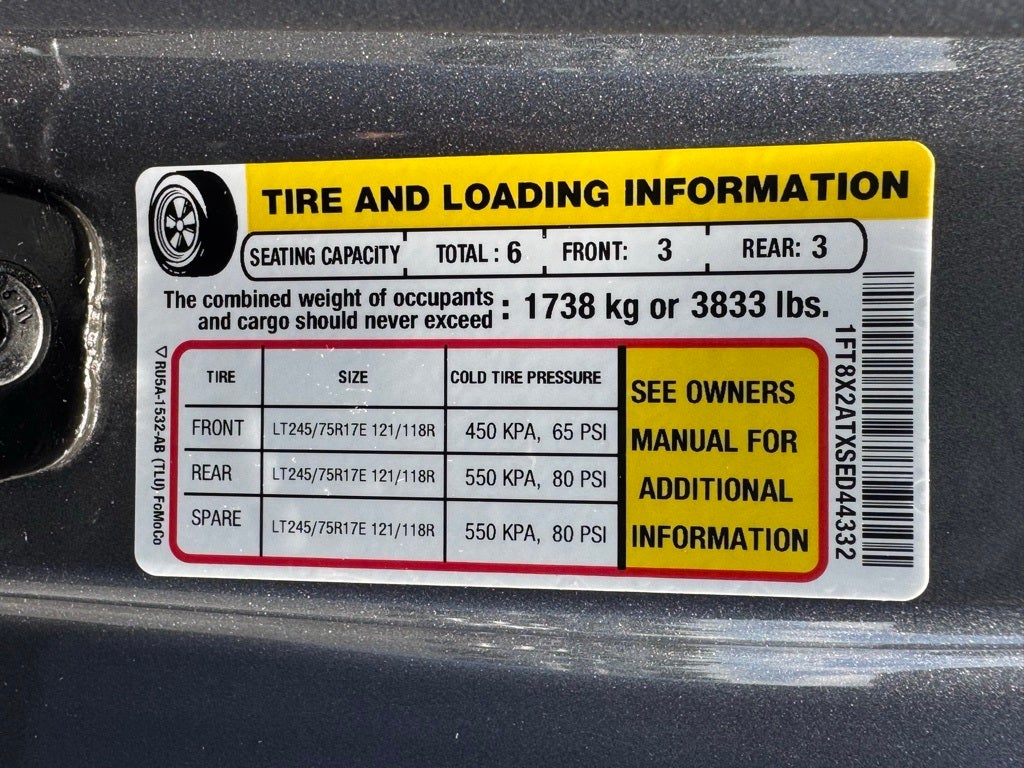 TIRE AND LOADING INFORMATION
SEATING CAPACITY TOTAL : 6 FRONT: 3 REAR: 3
The combined weight of occupants
and cargo should never exceed : 1738 kg or 3833 lbs.
TIRE SIZE COLD TIRE PRESSURE
FRONT LT245/75R17E 121/118R 450 KPA, 65 PSI
REAR LT245/75R17E 121/118R 550 KPA, 80 PSI
SPARE LT245/75R17E 121/118R 550 KPA, 80 PSI
SEE OWNERS
MANUAL FOR
ADDITIONAL
INFORMATION
RU5A-1532-AB (TLU) FoMoCo
1FT8X2ATXSED44332